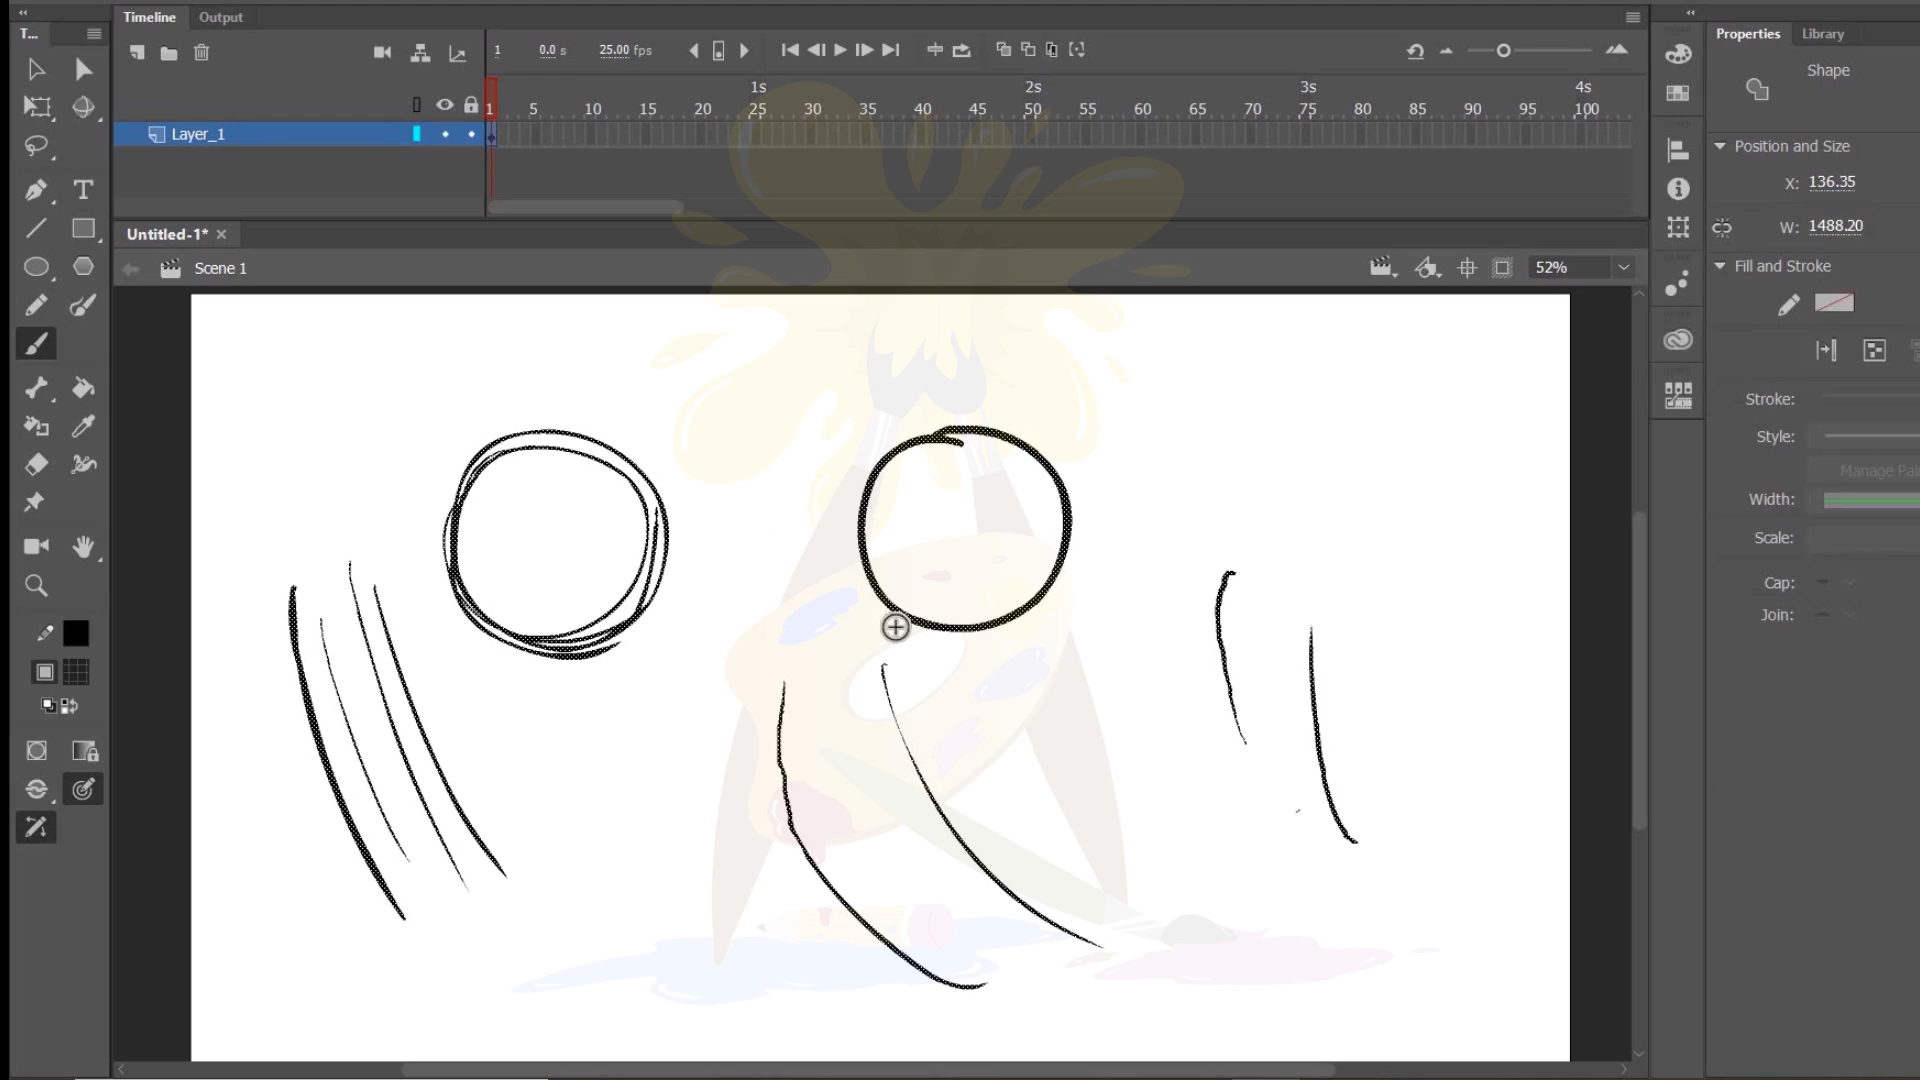 Timeline Output
T...
1 0.0 s 25.00 fps
1s 2s 3s 4s
1 5 10 15 20 25 30 35 40 45 50 55 60 65 70 75 80 85 90 95 100
Layer_1
Untitled-1*
Scene 1
52%
Properties Library
Shape
Position and Size
X: 136.35
W: 1488.20
Fill and Stroke
Stroke:
Style:
Manage Pai
Width:
Scale:
Cap:
Join: